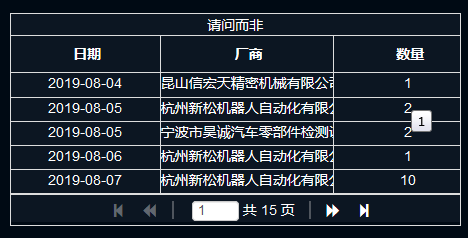 请问而非
日期 厂商 数量
2019-08-04 昆山信宏天精密机械有限公司 1
2019-08-05 杭州新松机器人自动化有限公 2
1
2019-08-05 宁波市昊诚汽车零部件检测 2
2019-08-06 杭州新松机器人自动化有限公 1
2019-08-07 杭州新松机器人自动化有限公 10
1 共 15 页